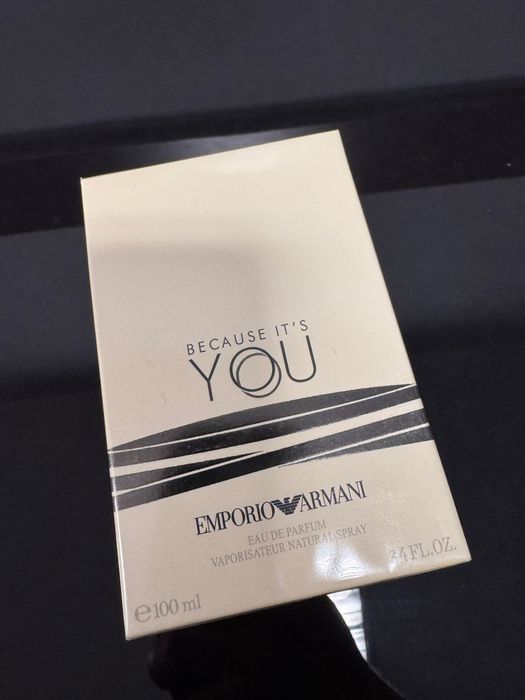 BECAUSE IT'S
YOU
EMPORIO ARMANI
EAU DE PARFUM
VAPORISATEUR NATURAL SPRAY
℮100 ml 3.4 FL.OZ.